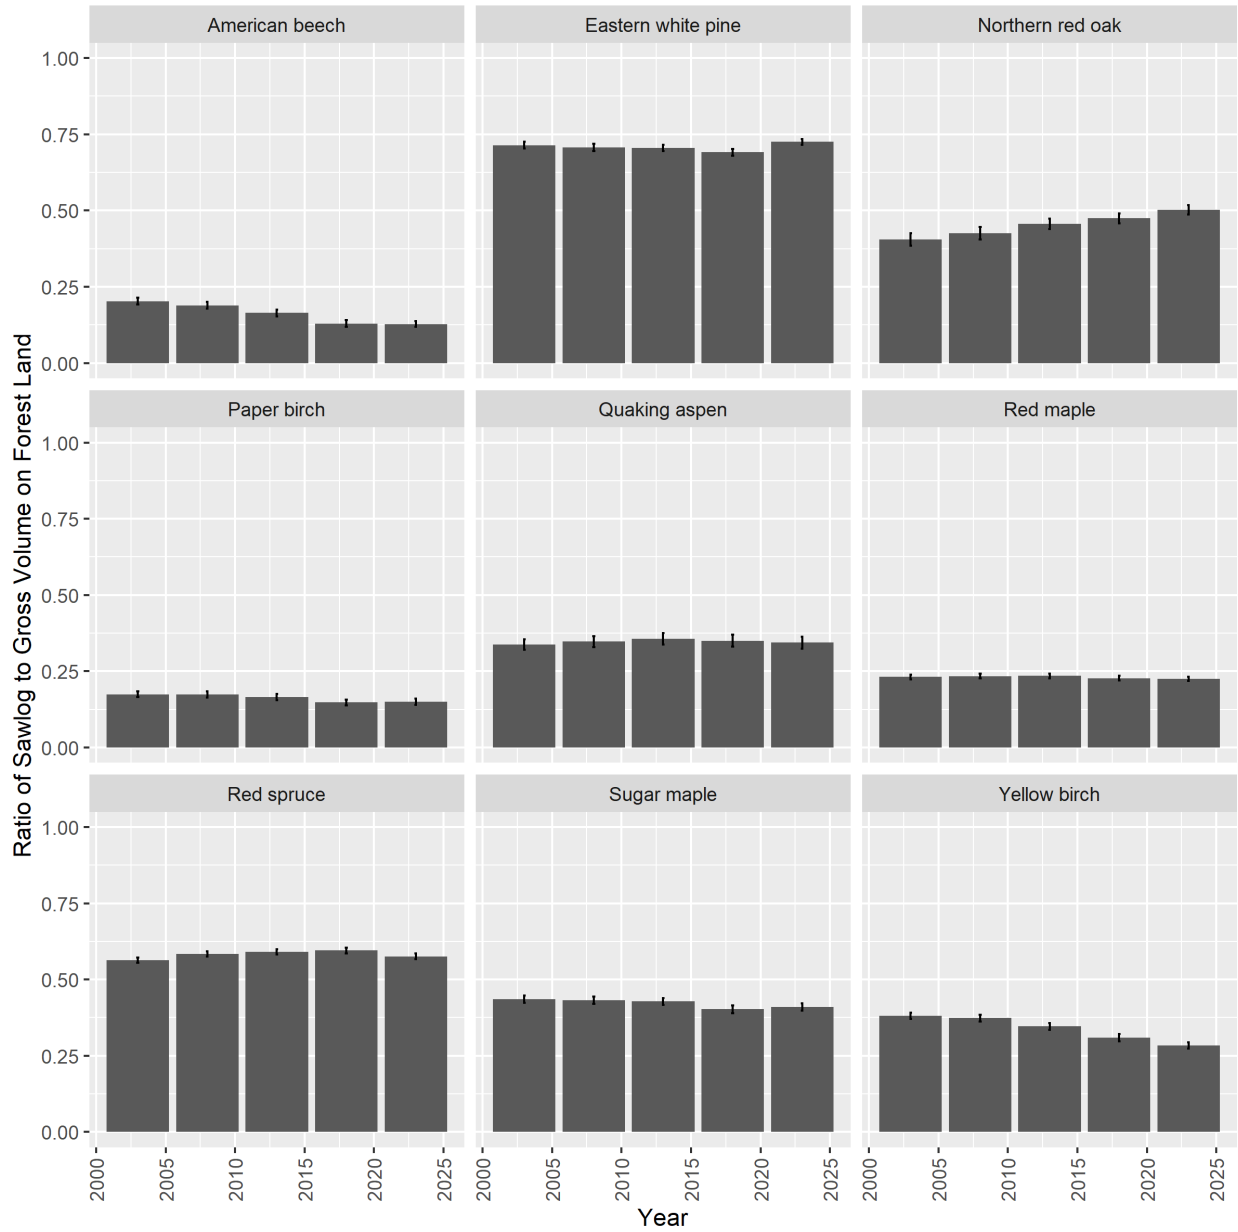 American beech Eastern white pine Northern red oak
1.00
0.75
0.50
0.25
0.00
Paper birch Quaking aspen Red maple
1.00
0.75
0.50
0.25
0.00
Red spruce Sugar maple Yellow birch
1.00
0.75
0.50
0.25
0.00
2000 2005 2010 2015 2020 2025 2000 2005 2010 2015 2020 2025 2000 2005 2010 2015 2020 2025
Year
Ratio of Sawlog to Gross Volume on Forest Land